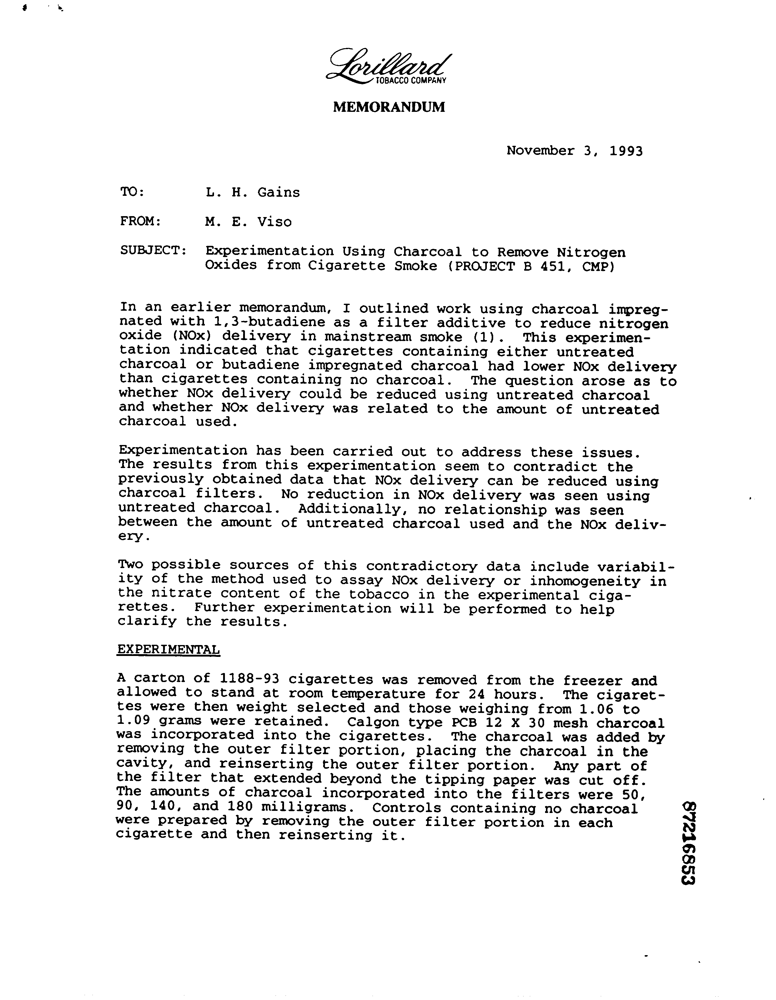 Lorillard
TOBACCO COMPANY
MEMORANDUM
November 3, 1993
TO: L. H. Gains
FROM: M. E. Viso
SUBJECT: Experimentation Using Charcoal to Remove Nitrogen
Oxides from Cigarette Smoke (PROJECT B 451, CMP)
In an earlier memorandum, I outlined work using charcoal impreg-
nated with 1,3-butadiene as a filter additive to reduce nitrogen
oxide (NOx) delivery in mainstream smoke (1). This experimen-
tation indicated that cigarettes containing either untreated
charcoal or butadiene impregnated charcoal had lower NOx delivery
than cigarettes containing no charcoal. The question arose as to
whether NOx delivery could be reduced using untreated charcoal
and whether NOx delivery was related to the amount of untreated
charcoal used.
Experimentation has been carried out to address these issues.
The results from this experimentation seem to contradict the
previously obtained data that NOx delivery can be reduced using
charcoal filters. No reduction in NOx delivery was seen using
untreated charcoal. Additionally, no relationship was seen
between the amount of untreated charcoal used and the NOx deliv-
ery.
Two possible sources of this contradictory data include variabil-
ity of the method used to assay NOx delivery or inhomogeneity in
the nitrate content of the tobacco in the experimental ciga-
rettes. Further experimentation will be performed to help
clarify the results.
EXPERIMENTAL
A carton of 1188-93 cigarettes was removed from the freezer and
allowed to stand at room temperature for 24 hours. The cigaret-
tes were then weight selected and those weighing from 1.06 to
1.09 grams were retained. Calgon type PCB 12 X 30 mesh charcoal
was incorporated into the cigarettes. The charcoal was added by
removing the outer filter portion, placing the charcoal in the
cavity, and reinserting the outer filter portion. Any part of
the filter that extended beyond the tipping paper was cut off.
The amounts of charcoal incorporated into the filters were 50,
90, 140, and 180 milligrams. Controls containing no charcoal
were prepared by removing the outer filter portion in each
cigarette and then reinserting it.
87216853